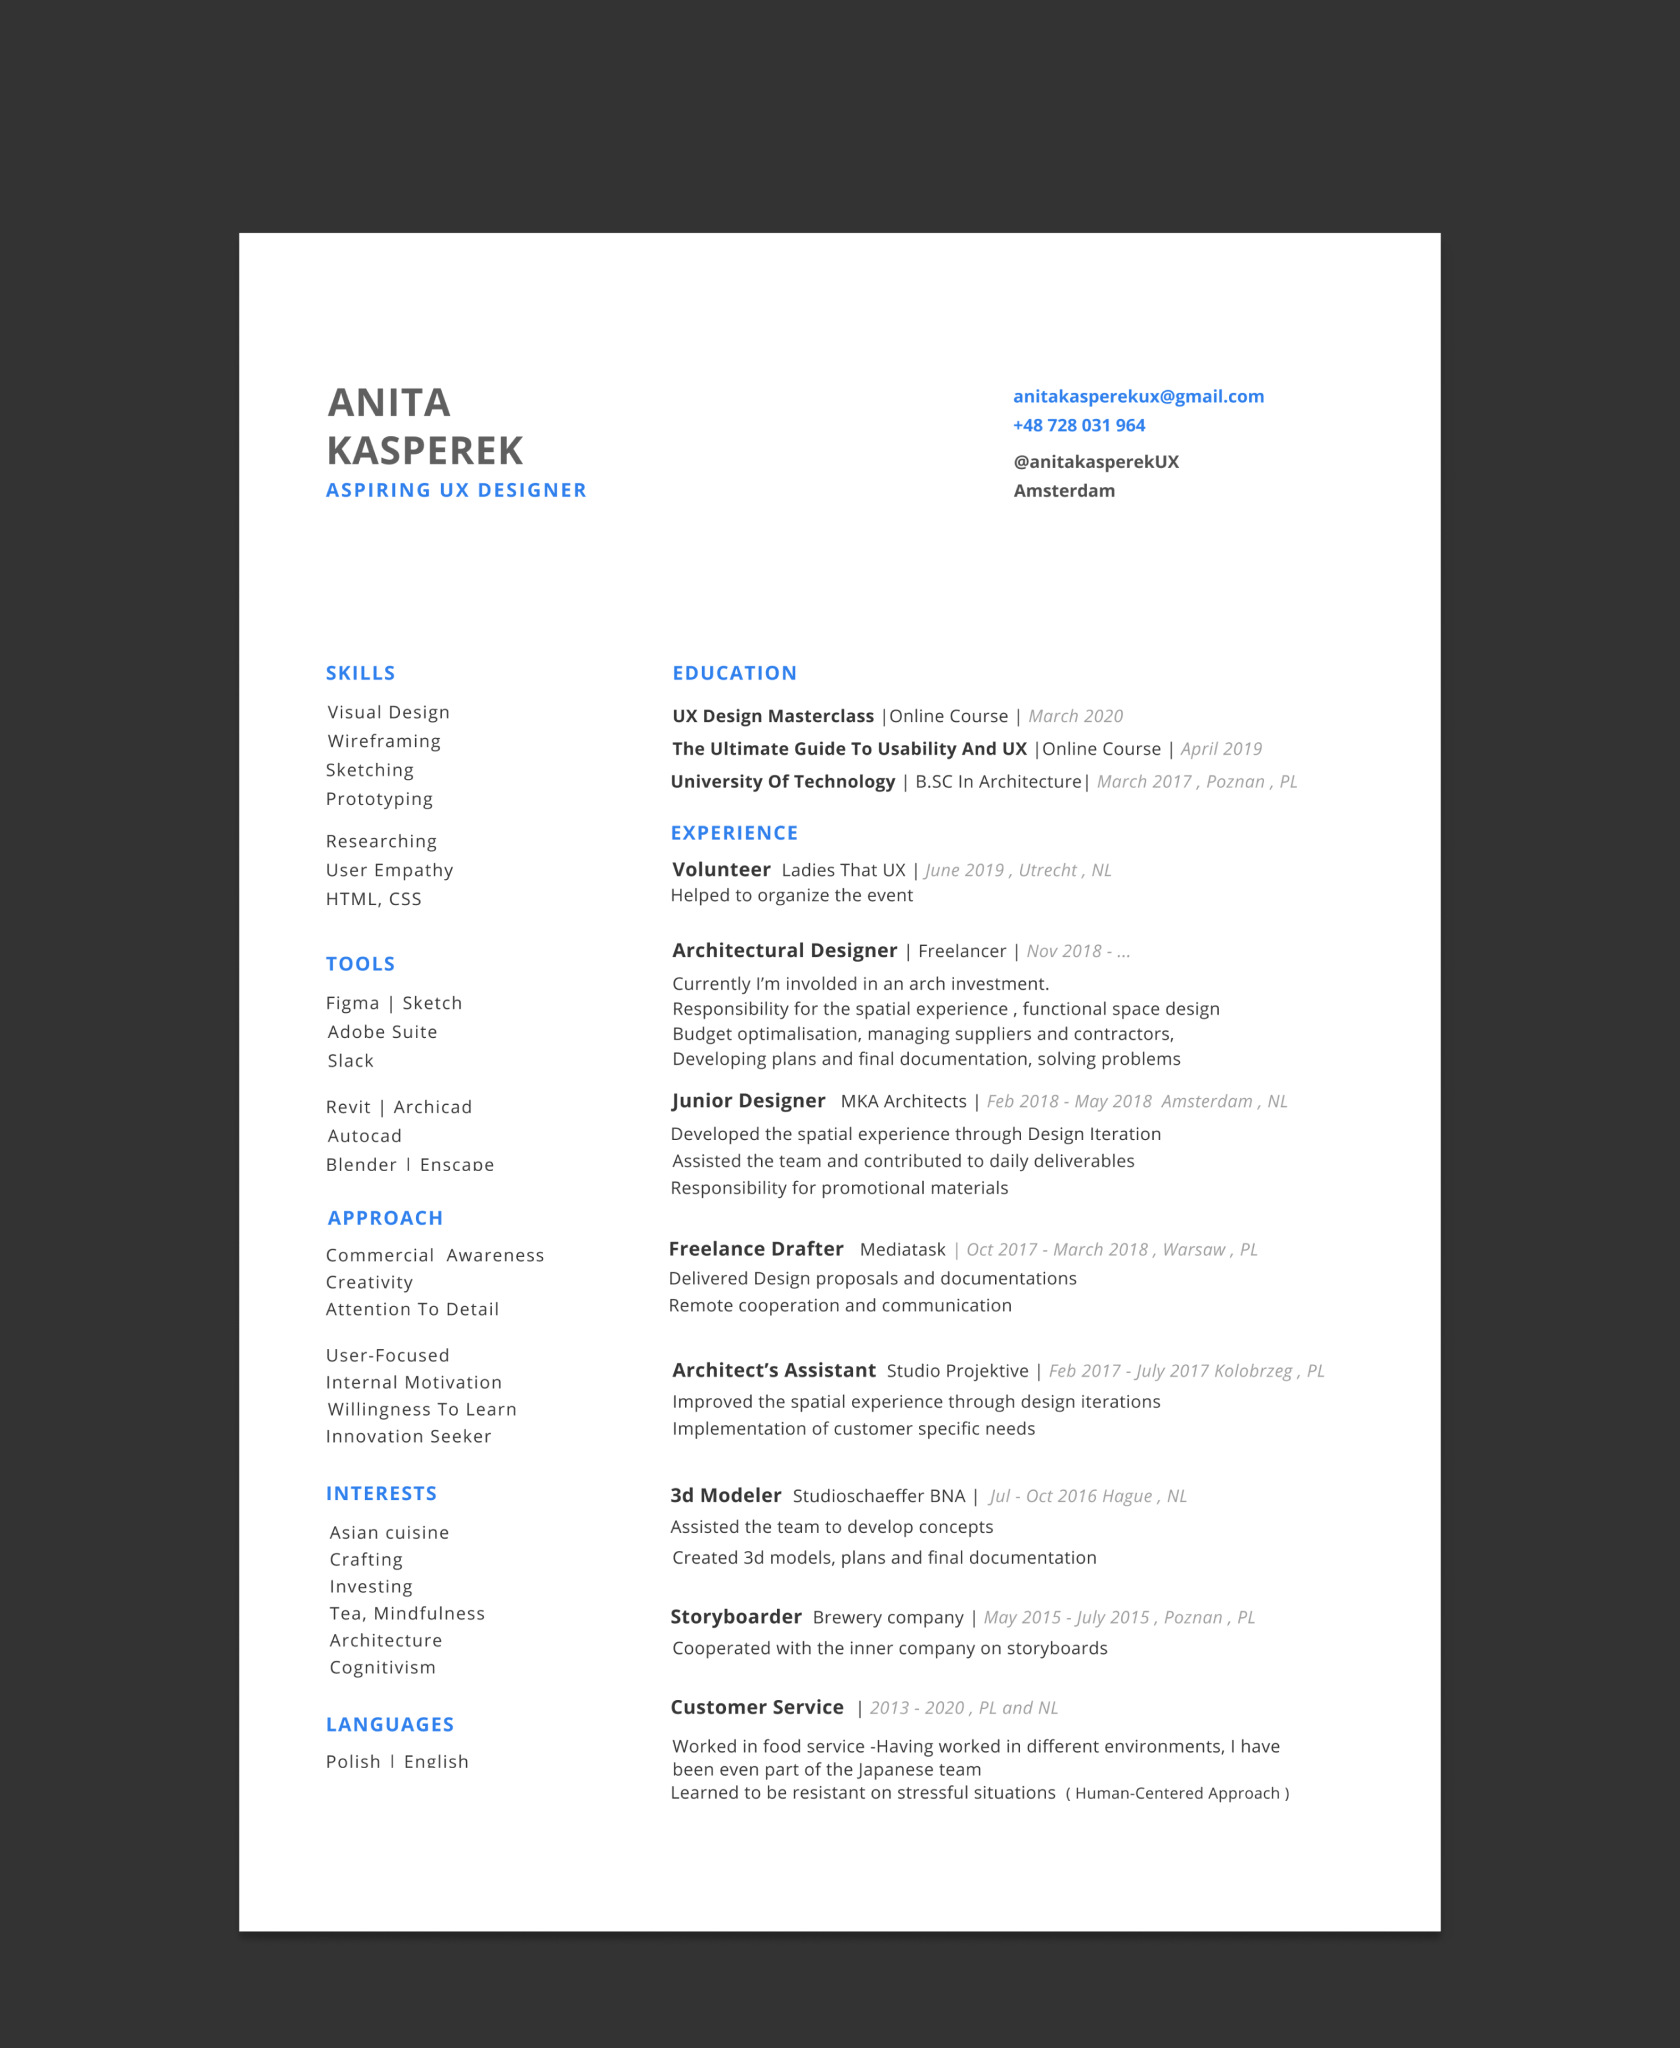 ANITA
KASPEREK
ASPIRING UX DESIGNER
anitakasperekux@gmail.com
+48 728 031 964
@anitakasperekUX
Amsterdam
SKILLS
Visual Design
Wireframing
Sketching
Prototyping
Researching
User Empathy
HTML, CSS
TOOLS
Figma | Sketch
Adobe Suite
Slack
Revit | Archicad
Autocad
Blender | Enscape
APPROACH
Commercial Awareness
Creativity
Attention To Detail
User-Focused
Internal Motivation
Willingness To Learn
Innovation Seeker
INTERESTS
Asian cuisine
Crafting
Investing
Tea, Mindfulness
Architecture
Cognitivism
LANGUAGES
Polish | English
EDUCATION
UX Design Masterclass |Online Course | March 2020
The Ultimate Guide To Usability And UX |Online Course | April 2019
University Of Technology | B.SC In Architecture| March 2017 , Poznan , PL
EXPERIENCE
Volunteer Ladies That UX | June 2019 , Utrecht , NL
Helped to organize the event
Architectural Designer | Freelancer | Nov 2018 - ...
Currently I’m involded in an arch investment.
Responsibility for the spatial experience , functional space design
Budget optimalisation, managing suppliers and contractors,
Developing plans and final documentation, solving problems
Junior Designer MKA Architects | Feb 2018 - May 2018 Amsterdam , NL
Developed the spatial experience through Design Iteration
Assisted the team and contributed to daily deliverables
Responsibility for promotional materials
Freelance Drafter Mediatask | Oct 2017 - March 2018 , Warsaw , PL
Delivered Design proposals and documentations
Remote cooperation and communication
Architect’s Assistant Studio Projektive | Feb 2017 - July 2017 Kolobrzeg , PL
Improved the spatial experience through design iterations
Implementation of customer specific needs
3d Modeler Studioschaeffer BNA | Jul - Oct 2016 Hague , NL
Assisted the team to develop concepts
Created 3d models, plans and final documentation
Storyboarder Brewery company | May 2015 - July 2015 , Poznan , PL
Cooperated with the inner company on storyboards
Customer Service | 2013 - 2020 , PL and NL
Worked in food service -Having worked in different environments, I have
been even part of the Japanese team
Learned to be resistant on stressful situations ( Human-Centered Approach )